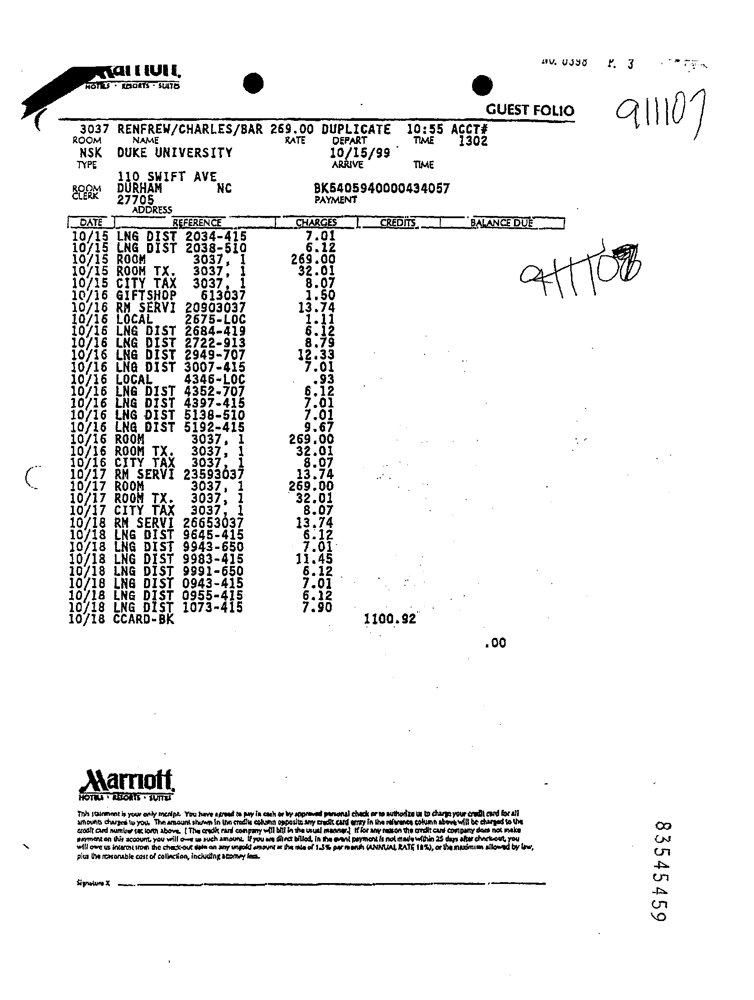 NO. 0398 P. 3
Marriott
HOTELS · RESORTS · SUITES
GUEST FOLIO
911107
3037 RENFREW/CHARLES/BAR 269.00 DUPLICATE 10:55 ACCT#
ROOM NAME RATE DEPART TIME 1302
NSK DUKE UNIVERSITY 10/15/99
TYPE ARRIVE TIME
110 SWIFT AVE
ROOM DURHAM NC BK5405940000434057
CLERK 27705 PAYMENT
ADDRESS
DATE REFERENCE CHARGES CREDITS BALANCE DUE
10/15 LNG DIST 2034-415 7.01
10/15 LNG DIST 2038-510 6.12
10/15 ROOM 3037, 1 269.00
10/15 ROOM TX. 3037, 1 32.01
10/15 CITY TAX 3037, 1 8.07
10/16 GIFTSHOP 613037 1.50
10/16 RM SERVI 20903037 13.74
10/16 LOCAL 2675-LOC 1.11
10/16 LNG DIST 2684-419 6.12
10/16 LNG DIST 2722-913 8.79
10/16 LNG DIST 2949-707 12.33
10/16 LNG DIST 3007-415 7.01
10/16 LOCAL 4346-LOC .93
10/16 LNG DIST 4352-707 6.12
10/16 LNG DIST 4397-415 7.01
10/16 LNG DIST 5138-510 7.01
10/16 LNG DIST 5192-415 9.67
10/16 ROOM 3037, 1 269.00
10/16 ROOM TX. 3037, 1 32.01
10/16 CITY TAX 3037, 1 8.07
10/17 RM SERVI 23593037 13.74
10/17 ROOM 3037, 1 269.00
10/17 ROOM TX. 3037, 1 32.01
10/17 CITY TAX 3037, 1 8.07
10/18 RM SERVI 26653037 13.74
10/18 LNG DIST 9645-415 6.12
10/18 LNG DIST 9943-650 7.01
10/18 LNG DIST 9983-415 11.45
10/18 LNG DIST 9991-650 6.12
10/18 LNG DIST 0943-415 7.01
10/18 LNG DIST 0955-415 6.12
10/18 LNG DIST 1073-415 7.90
10/18 CCARD-BK 1100.92
.00
911108
Marriott
HOTELS · RESORTS · SUITES
This statement is your only receipt. You have agreed to pay in cash or by approved personal check or to authorize us to charge your credit card for all
amounts charged to you. The amount shown in the credits column opposite any credit card entry in the reference column above will be charged to the
credit card number set forth above. (The credit card company will bill in the usual manner.) If for any reason the credit card company does not make
payment on this account, you will owe us such amount. If you are direct billed, in the event payment is not made within 25 days after check-out, you
will owe us interest from the check-out date on any unpaid amount at the rate of 1.5% per month (ANNUAL RATE 18%), or the maximum allowed by law,
plus the reasonable cost of collection, including attorney fees.
Signature X
83545459